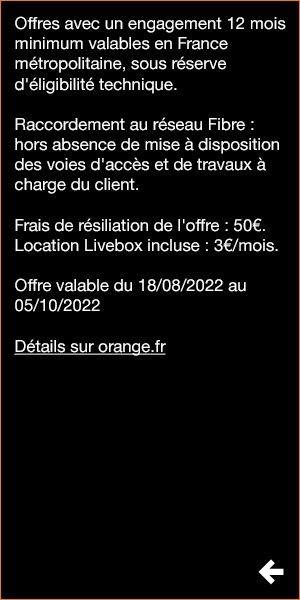 Offres avec un engagement 12 mois
minimum valables en France
métropolitaine, sous réserve
d'éligibilité technique.
Raccordement au réseau Fibre :
hors absence de mise à disposition
des voies d'accès et de travaux à
charge du client.
Frais de résiliation de l'offre : 50€.
Location Livebox incluse : 3€/mois.
Offre valable du 18/08/2022 au
05/10/2022
Détails sur orange.fr